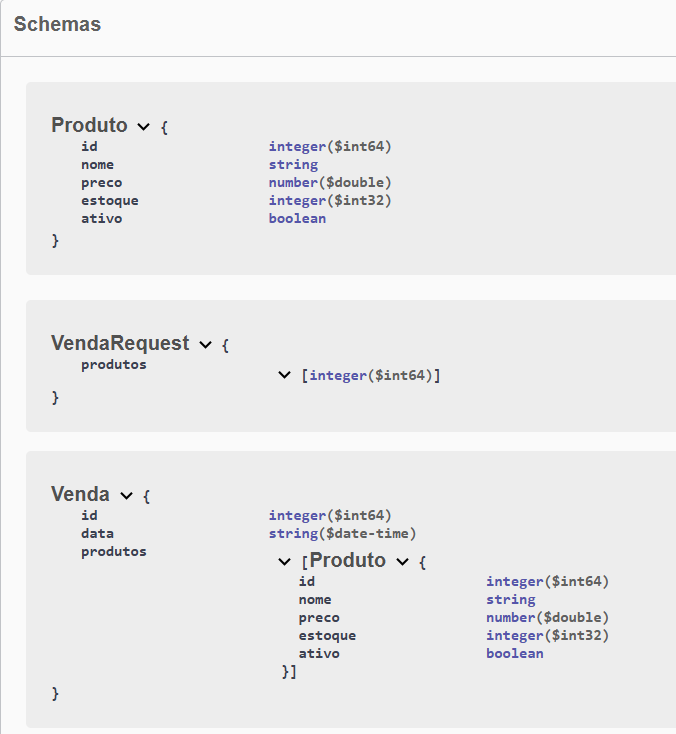 Schemas
Produto {
id integer($int64)
nome string
preco number($double)
estoque integer($int32)
ativo boolean
}
VendaRequest {
produtos
[integer($int64)]
}
Venda {
id integer($int64)
data string($date-time)
produtos
[Produto {
id integer($int64)
nome string
preco number($double)
estoque integer($int32)
ativo boolean
}]
}